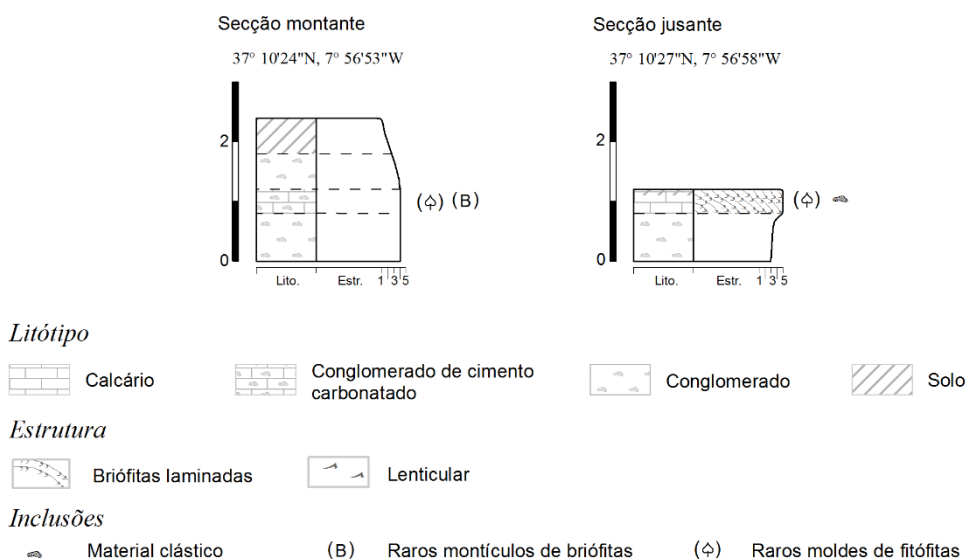 Secção montante
Secção jusante
37° 10'24"N, 7° 56'53"W
37° 10'27"N, 7° 56'58"W
2
0
Lito. Estr. 1 3 5
(B)
2
0
Lito. Estr. 1 3 5
Litótipo
Calcário
Conglomerado de cimento
carbonatado
Conglomerado
Solo
Estrutura
Briófitas laminadas
Lenticular
Inclusões
Material clástico
(B) Raros montículos de briófitas
Raros moldes de fitófitas